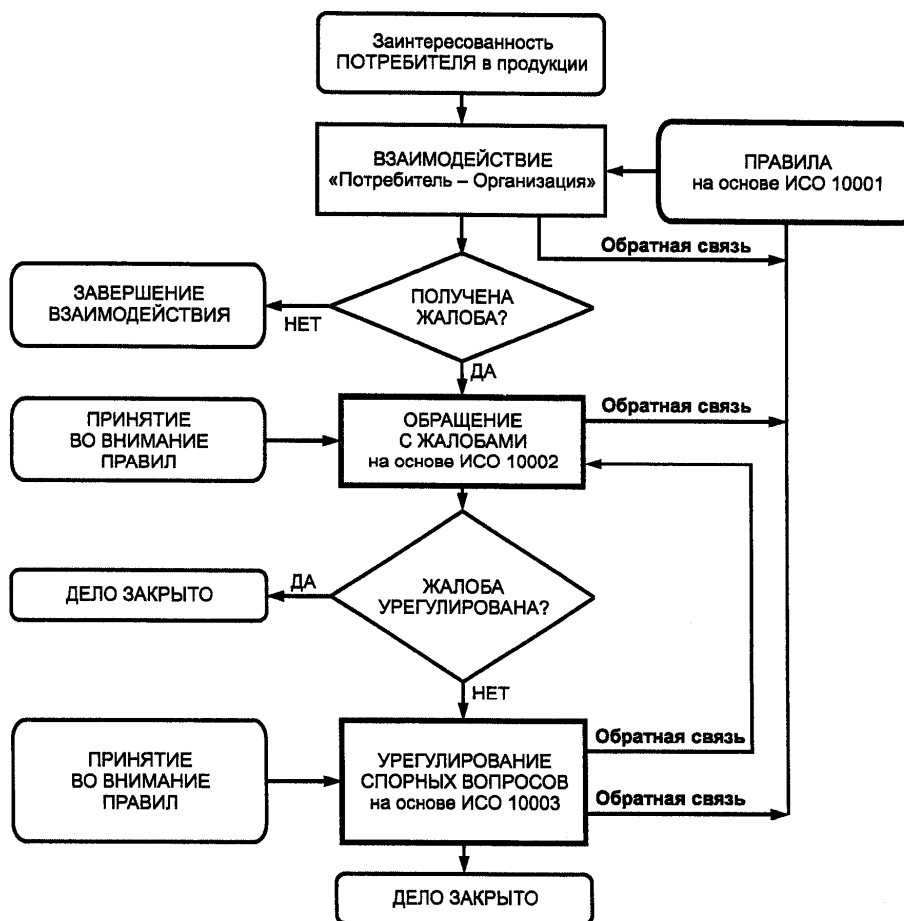 Заинтересованность
ПОТРЕБИТЕЛЯ в продукции
ВЗАИМОДЕЙСТВИЕ
«Потребитель – Организация»
ПРАВИЛА
на основе ИСО 10001
Обратная связь
ЗАВЕРШЕНИЕ
ВЗАИМОДЕЙСТВИЯ
НЕТ
ПОЛУЧЕНА
ЖАЛОБА?
ДА
ПРИНЯТИЕ
ВО ВНИМАНИЕ
ПРАВИЛ
ОБРАЩЕНИЕ
С ЖАЛОБАМИ
на основе ИСО 10002
Обратная связь
ДЕЛО ЗАКРЫТО
ДА
ЖАЛОБА
УРЕГУЛИРОВАНА?
НЕТ
ПРИНЯТИЕ
ВО ВНИМАНИЕ
ПРАВИЛ
УРЕГУЛИРОВАНИЕ
СПОРНЫХ ВОПРОСОВ
на основе ИСО 10003
Обратная связь
Обратная связь
ДЕЛО ЗАКРЫТО